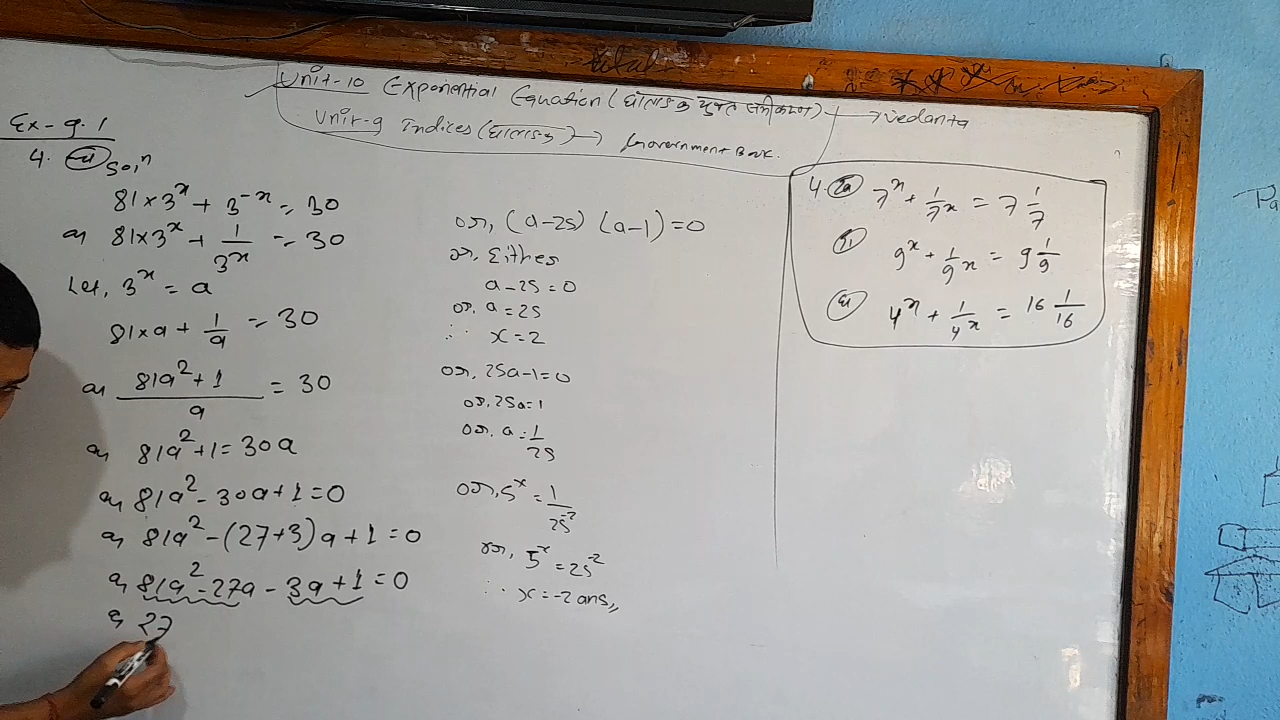 Unit-10 Exponential Equation (घातांक युक्त समीकरण) → Vedanta
Unit-9 Indices (घातांक) → Government Book.
Ex-9.1
4. Soln
81×3^x + 3^-x = 30
or 81×3^x + 1/3^x = 30
Let, 3^x = a
81×a + 1/a = 30
or (81a^2+1)/a = 30
or 81a^2+1=30a
or 81a^2-30a+1=0
or 81a^2-(27+3)a+1=0
or 81a^2-27a-3a+1=0
or 27
or, (a-25) (a-1)=0
or, Either
a-25=0
or, a=25
∴ x=2
or, 25a-1=0
or, 25a=1
or, a=1/25
or, 5^x=1/25^-2
or, 5^x=25^-2
∴ x=-2 ans,,
4. 7^x + 1/7^x = 7 1/7
9^x + 1/9^x = 9 1/9
4^x + 1/4^x = 16 1/16